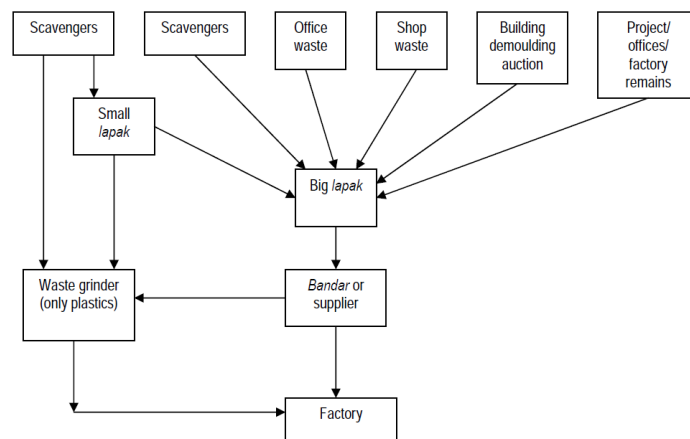 Scavengers
Scavengers
Office
waste
Shop
waste
Building
demoulding
auction
Project/
offices/
factory
remains
Small
lapak
Big lapak
Waste grinder
(only plastics)
Bandar or
supplier
Factory